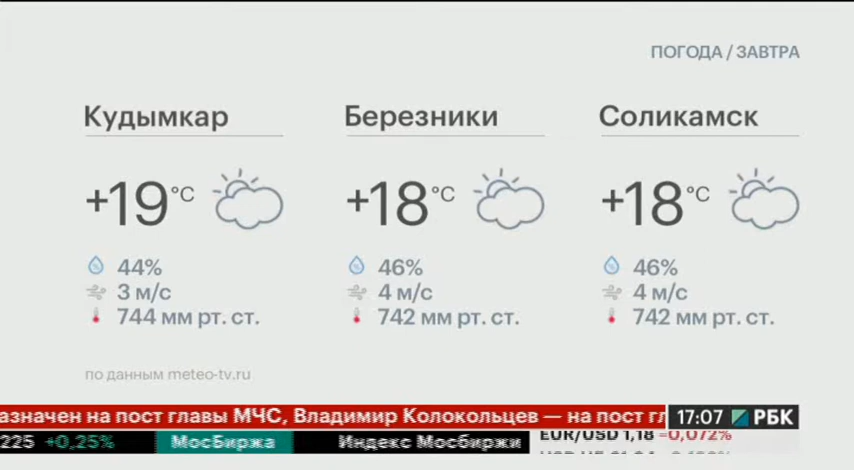 ПОГОДА / ЗАВТРА
Кудымкар Березники Соликамск
+19 °C +18 °C +18 °C
44% 46% 46%
3 м/с 4 м/с 4 м/с
744 мм рт. ст. 742 мм рт. ст. 742 мм рт. ст.
по данным meteo-tv.ru
азначен на пост главы МЧС, Владимир Колокольцев — на пост гл 17:07 РБК
225 +0,25% МосБиржа Индекс Мосбиржи EUR/USD 1,18 -0,072%